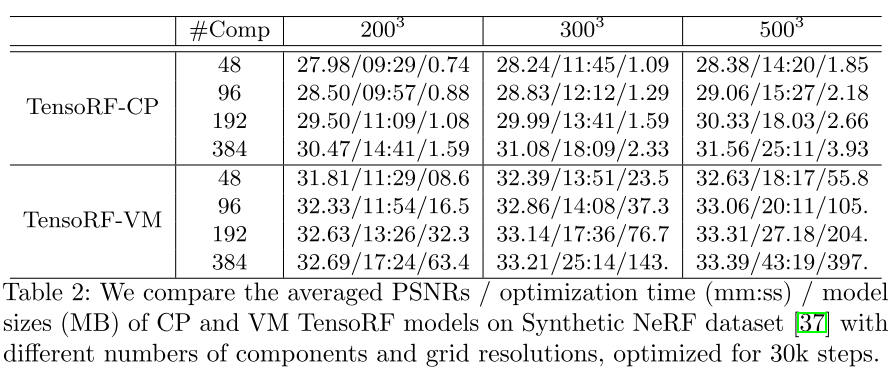 #Comp 200³ 300³ 500³
48 27.98/09:29/0.74 28.24/11:45/1.09 28.38/14:20/1.85
96 28.50/09:57/0.88 28.83/12:12/1.29 29.06/15:27/2.18
TensoRF-CP
192 29.50/11:09/1.08 29.99/13:41/1.59 30.33/18.03/2.66
384 30.47/14:41/1.59 31.08/18:09/2.33 31.56/25:11/3.93
48 31.81/11:29/08.6 32.39/13:51/23.5 32.63/18:17/55.8
96 32.33/11:54/16.5 32.86/14:08/37.3 33.06/20:11/105.
TensoRF-VM
192 32.63/13:26/32.3 33.14/17:36/76.7 33.31/27.18/204.
384 32.69/17:24/63.4 33.21/25:14/143. 33.39/43:19/397.
Table 2: We compare the averaged PSNRs / optimization time (mm:ss) / model
sizes (MB) of CP and VM TensoRF models on Synthetic NeRF dataset [37] with
different numbers of components and grid resolutions, optimized for 30k steps.